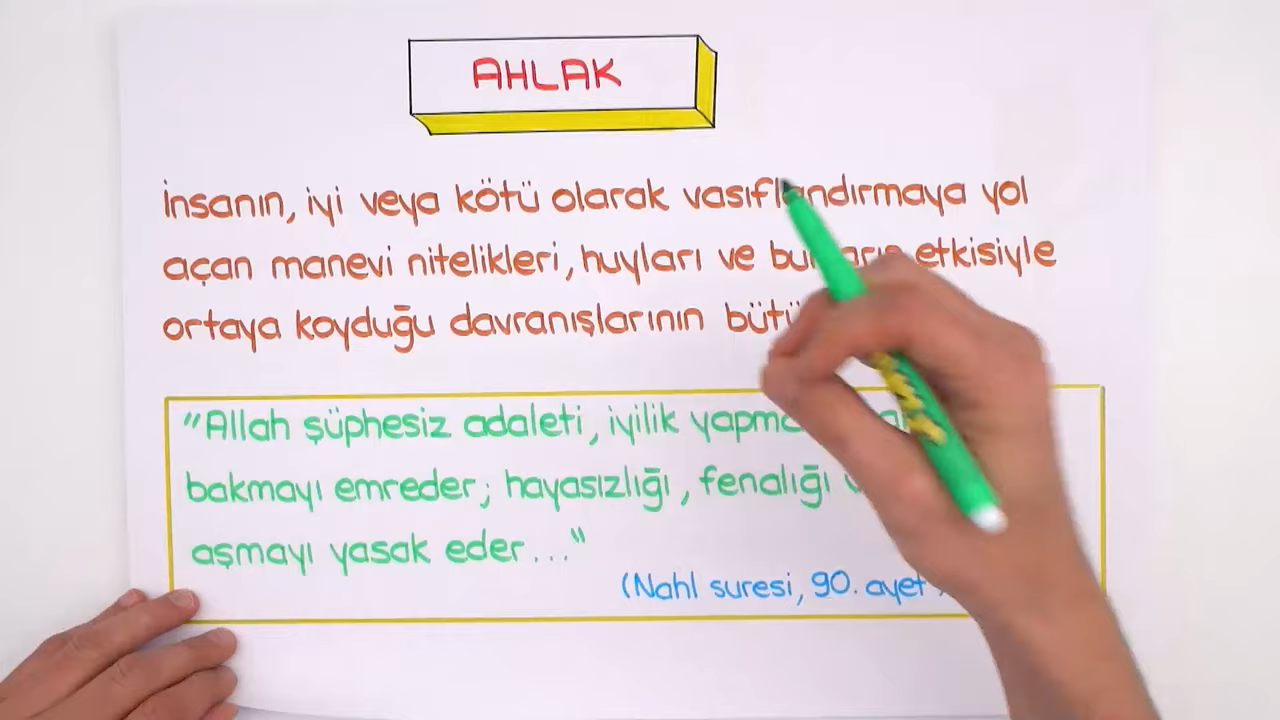 AHLAK
İnsanın, iyi veya kötü olarak vasıflandırmaya yol
açan manevi nitelikleri, huyları ve etkisiyle
ortaya koyduğu davranışlarının
"Allah şüphesiz adaleti, iyilik
bakmayı emreder; hayasızlığı, fenalığı
aşmayı yasak eder..."
(Nahl suresi, 90. ayet)